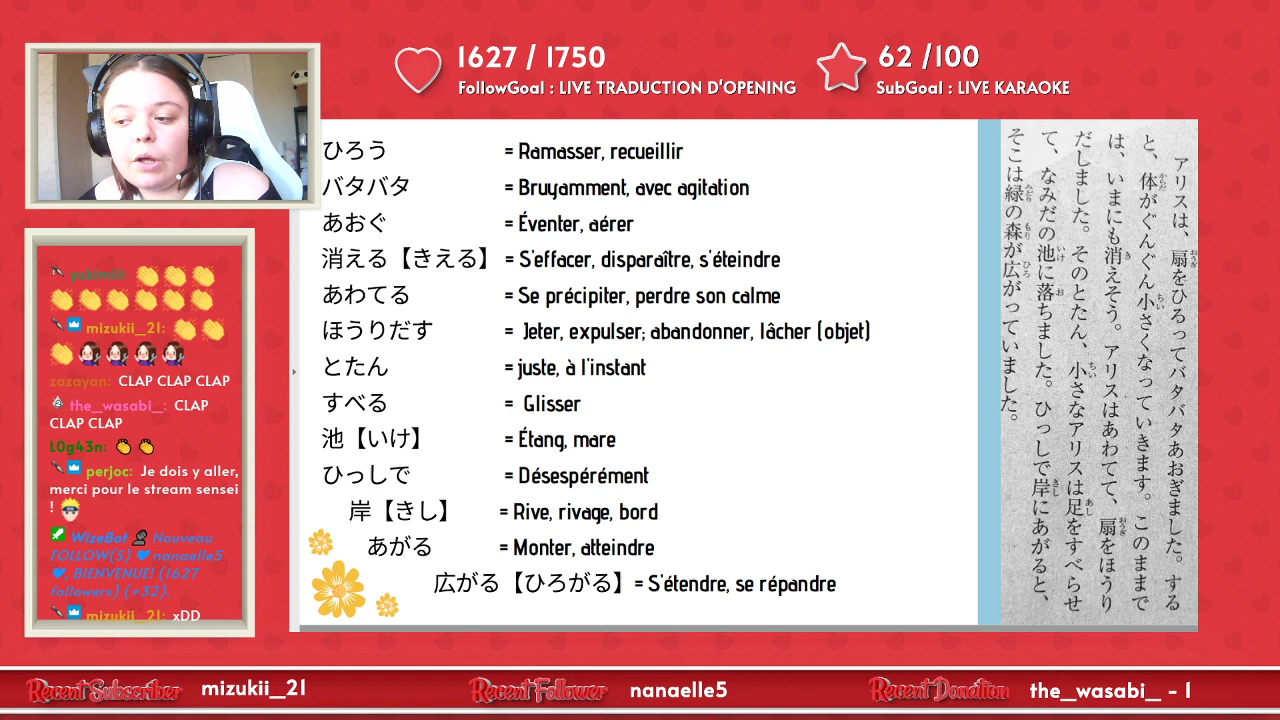 1627 / 1750
FollowGoal : LIVE TRADUCTION D'OPENING
62 /100
SubGoal : LIVE KARAOKE
yukimiii:
mizukii_21:
zazayan: CLAP CLAP CLAP
the_wasabi_: CLAP
CLAP CLAP
L0g43n:
perjoc: Je dois y aller,
merci pour le stream sensei
!
WizeBot Nouveau
FOLLOW(S) nanaelle5
, BIENVENUE! (1627
followers) (+32).
mizukii_21: xDD
ひろう = Ramasser, recueillir
バタバタ = Bruyamment, avec agitation
あおぐ = Éventer, aérer
消える【きえる】 = S'effacer, disparaître, s'éteindre
あわてる = Se précipiter, perdre son calme
ほうりだす = Jeter, expulser; abandonner, lâcher (objet)
とたん = juste, à l'instant
すべる = Glisser
池【いけ】 = Étang, mare
ひっしで = Désespérément
岸【きし】 = Rive, rivage, bord
あがる = Monter, atteindre
広がる【ひろがる】 = S'étendre, se répandre
アリスは、扇をひろってバタバタあおぎました。する
と、体がぐんぐん小さくなっていきます。このままで
は、いまにも消えそう。アリスはあわてて、扇をほうり
だしました。そのとたん、小さなアリスは足をすべらせ
て、なみだの池に落ちました。ひっしで岸にあがると、
そこは緑の森が広がっていました。
Recent Subscriber mizukii_21
Recent Follower nanaelle5
Recent Donation the_wasabi_ - 1